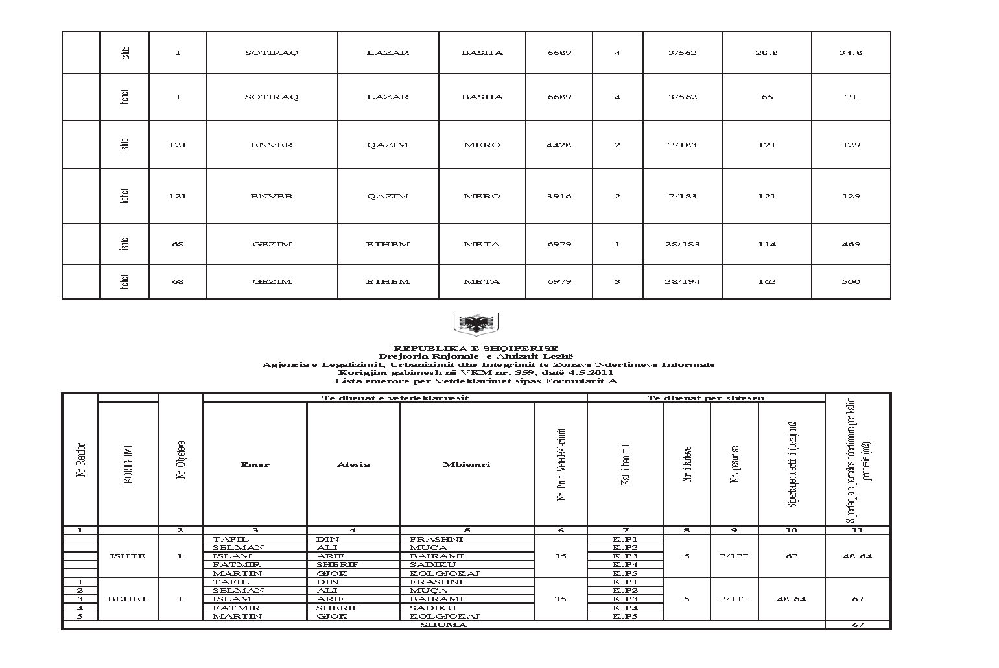 ishte 1 SOTIRAQ LAZAR BASHA 6689 4 3/562 28.8 34.8
behet 1 SOTIRAQ LAZAR BASHA 6689 4 3/562 65 71
ishte 121 ENVER QAZIM MERO 4428 2 7/183 121 129
behet 121 ENVER QAZIM MERO 3916 2 7/183 121 129
ishte 68 GEZIM ETHEM META 6979 1 28/183 114 469
behet 68 GEZIM ETHEM META 6979 3 28/194 162 500
REPUBLIKA E SHQIPERISE
Drejtoria Rajonale e Aluiznit Lezhë
Agjencia e Legalizimit, Urbanizimit dhe Integrimit te Zonave/Ndertimeve Informale
Korigjim gabimesh në VKM nr. 359, datë 4.5.2011
Lista emerore per Vetdeklarimet sipas Formularit A
Te dhenat e vetedeklaruesit Te dhenat per shtesen
Nr. Rendor
KORIGJIMI
Nr. Objeteve
Emer
Atesia
Mbiemri
Nr. Prot. Vetedeklarimit
Kati i banimit
Nr. i kateve
Nr. pasurise
Siperfaqe ndertimi (beza) m2
Siperfaqja e parceles ndertimore per kalim
pronesie (m2).
1 2 3 4 5 6 7 8 9 10 11
TAFIL DIN FRASHNI K.P1
SELMAN ALI MUÇA K.P2
ISHTE 1 ISLAM ARIF BAJRAMI 35 K.P3 5 7/177 67 48.64
FATMIR SHERIF SADIKU K.P4
MARTIN GJOK KOLGJOKAJ K.P5
1 TAFIL DIN FRASHNI K.P1
2 SELMAN ALI MUÇA K.P2
3 BEHET 1 ISLAM ARIF BAJRAMI 35 K.P3 5 7/117 48.64 67
4 FATMIR SHERIF SADIKU K.P4
5 MARTIN GJOK KOLGJOKAJ K.P5
SHUMA 67